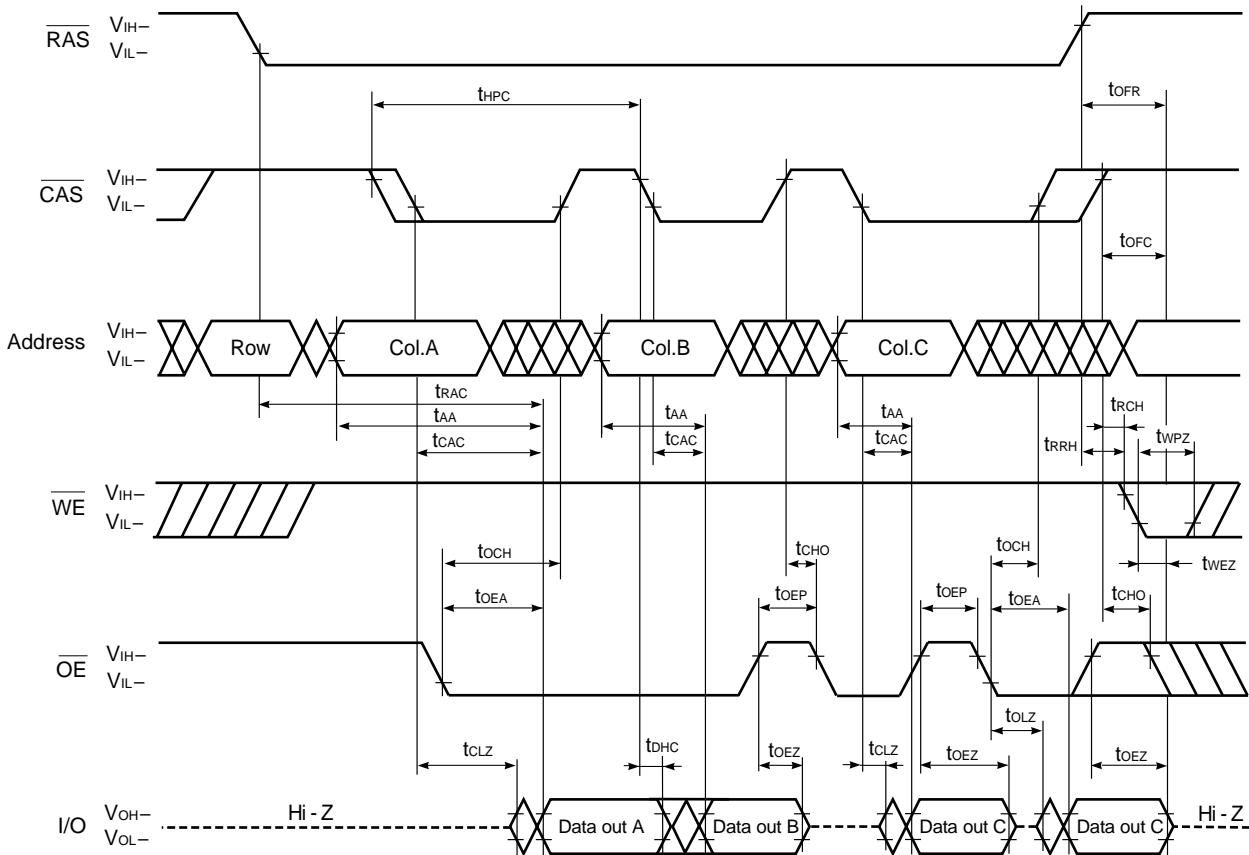 RAS VIH– VIL–
tHPC tOFR
CAS VIH– VIL–
tOFC
Address VIH– VIL– Row Col.A Col.B Col.C
tRAC
tAA tAA tAA
tCAC tCAC tCAC
tRCH
tWPZ
tRRH
WE VIH– VIL–
tOCH tCHO tOCH tWEZ
tOEA tOEP tOEP tOEA tCHO
OE VIH– VIL–
tOLZ
tCLZ tDHC tOEZ tCLZ tOEZ tOEZ
I/O VOH– VOL– Hi - Z Data out A Data out B Data out C Data out C Hi - Z